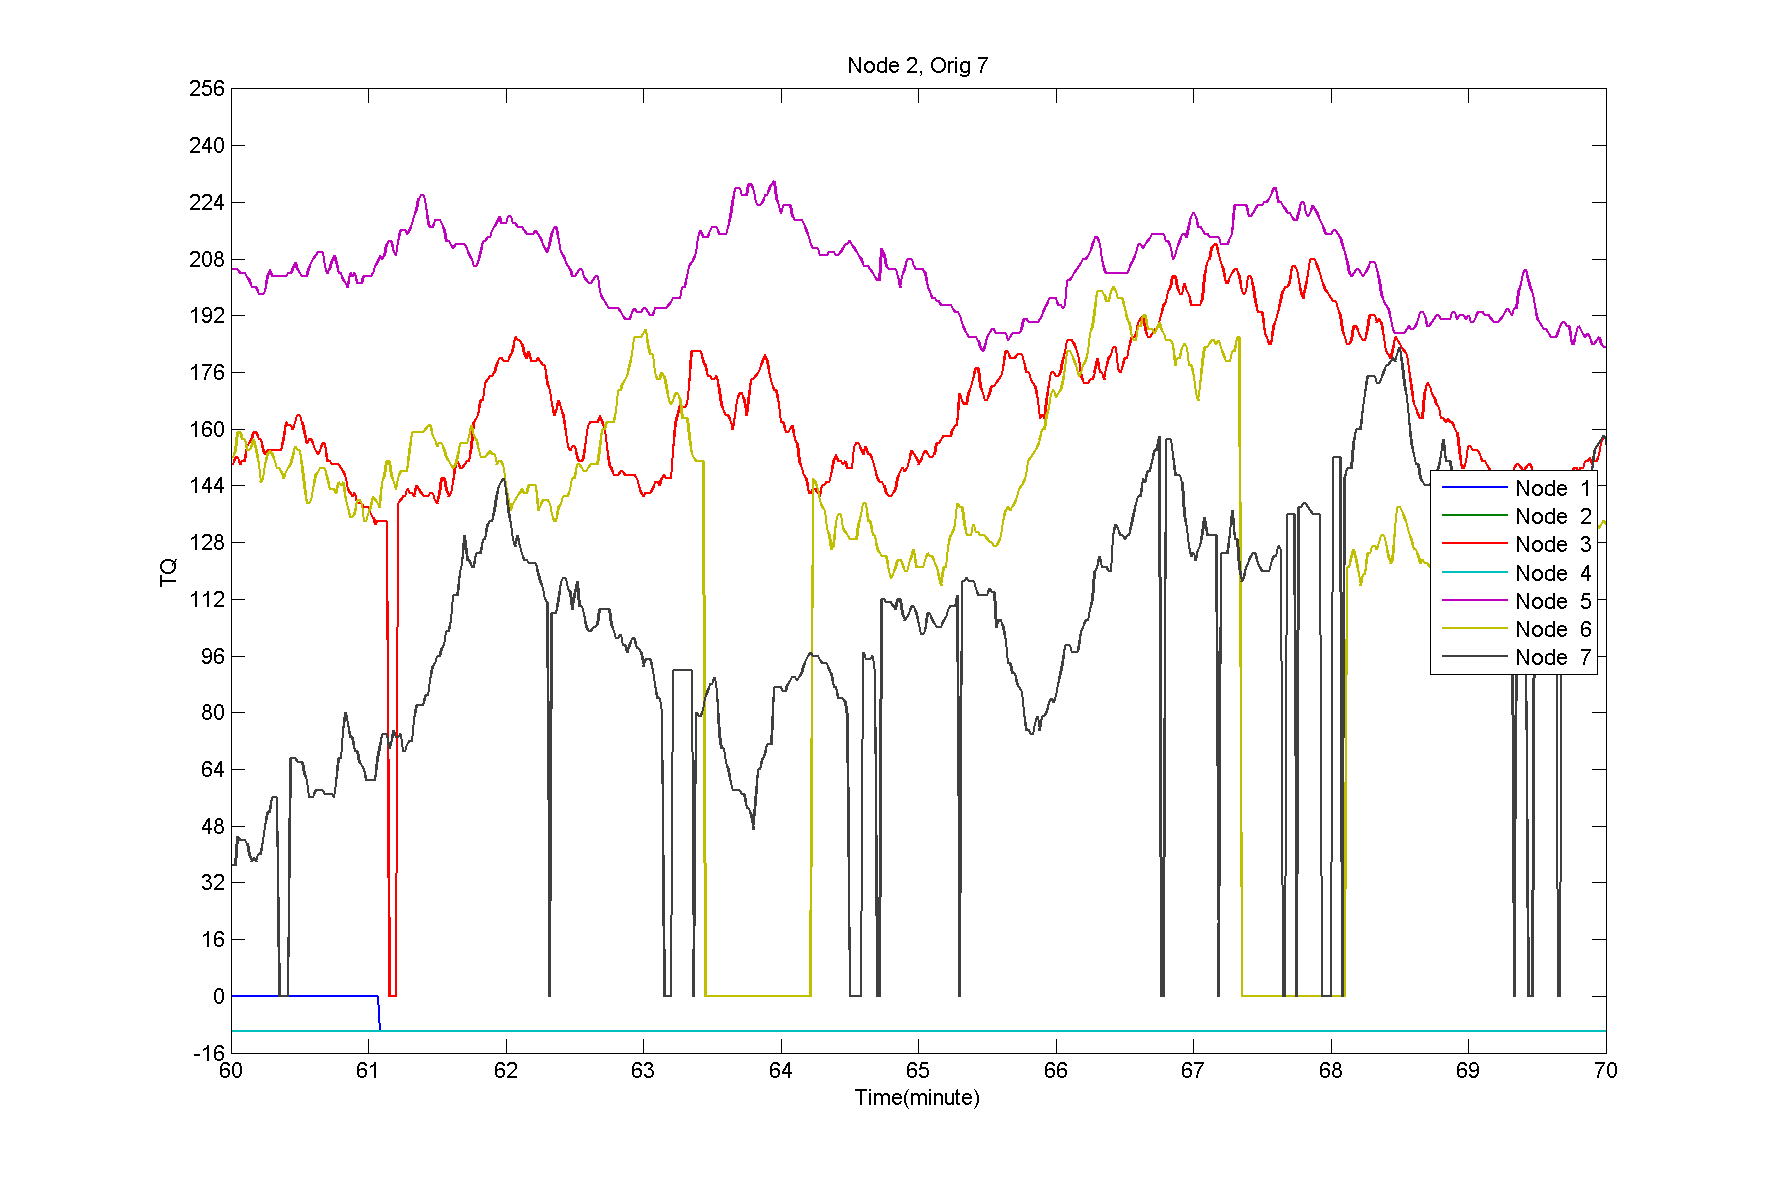 Node 2, Orig 7
256
240
224
208
192
176
160
144
128
112
96
80
64
48
32
16
0
-16
TQ
Node 1
Node 2
Node 3
Node 4
Node 5
Node 6
Node 7
60 61 62 63 64 65 66 67 68 69 70
Time(minute)